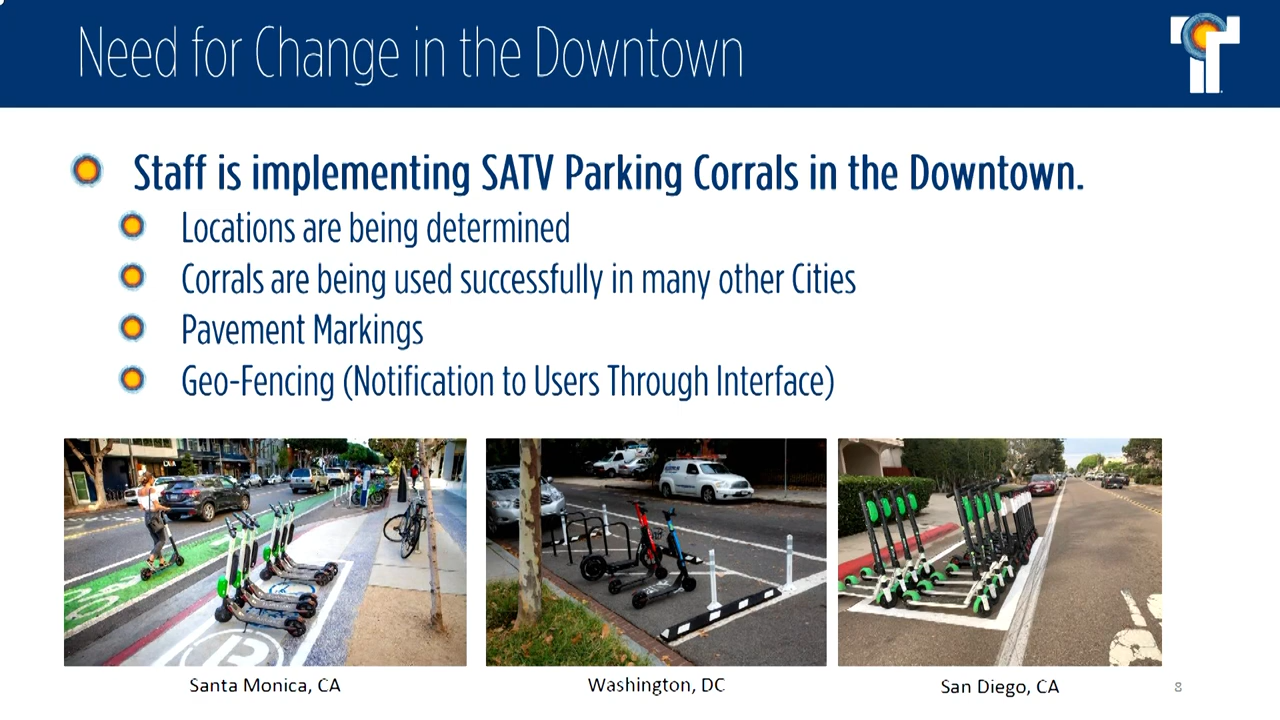 Need for Change in the Downtown
Staff is implementing SATV Parking Corrals in the Downtown.
Locations are being determined
Corrals are being used successfully in many other Cities
Pavement Markings
Geo-Fencing (Notification to Users Through Interface)
Santa Monica, CA
Washington, DC
San Diego, CA
8